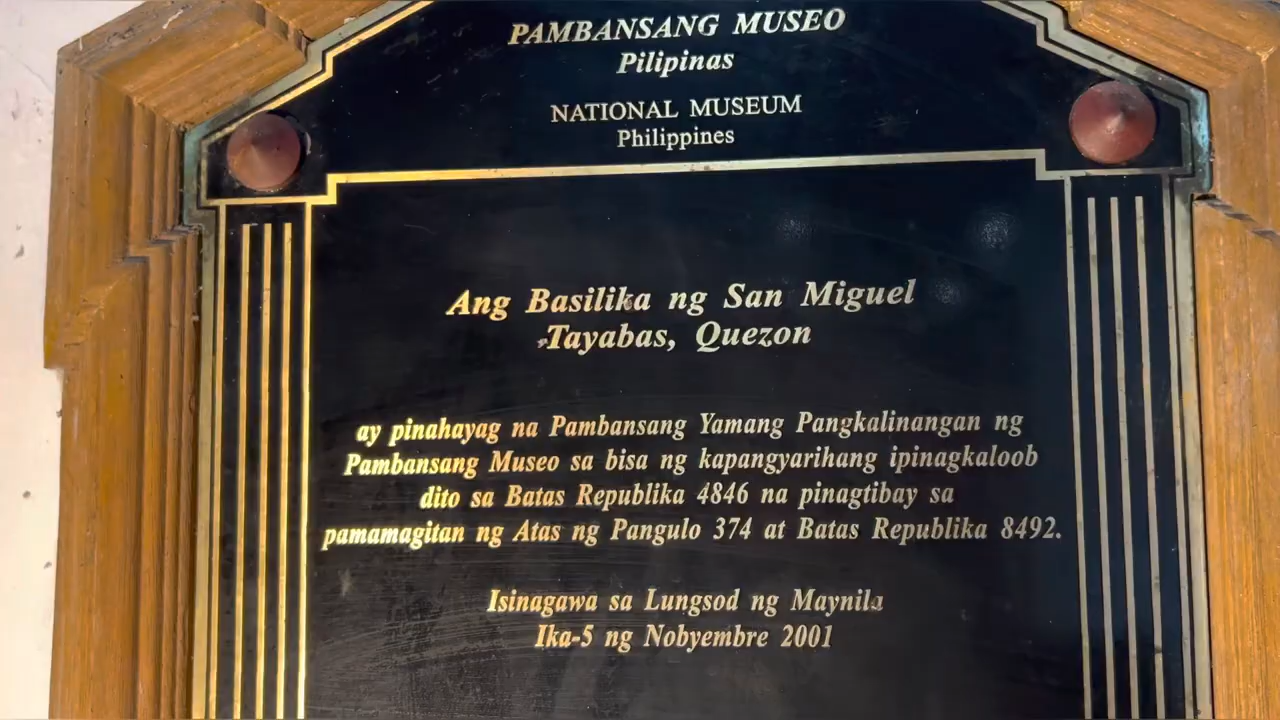 PAMBANSANG MUSEO
Pilipinas
NATIONAL MUSEUM
Philippines
Ang Basilika ng San Miguel
Tayabas, Quezon
ay pinahayag na Pambansang Yamang Pangkalinangan ng
Pambansang Museo sa bisa ng kapangyarihang ipinagkaloob
dito sa Batas Republika 4846 na pinagtibay sa
pamamagitan ng Atas ng Pangulo 374 at Batas Republika 8492.
Isinagawa sa Lungsod ng Maynila
Ika-5 ng Nobyembre 2001